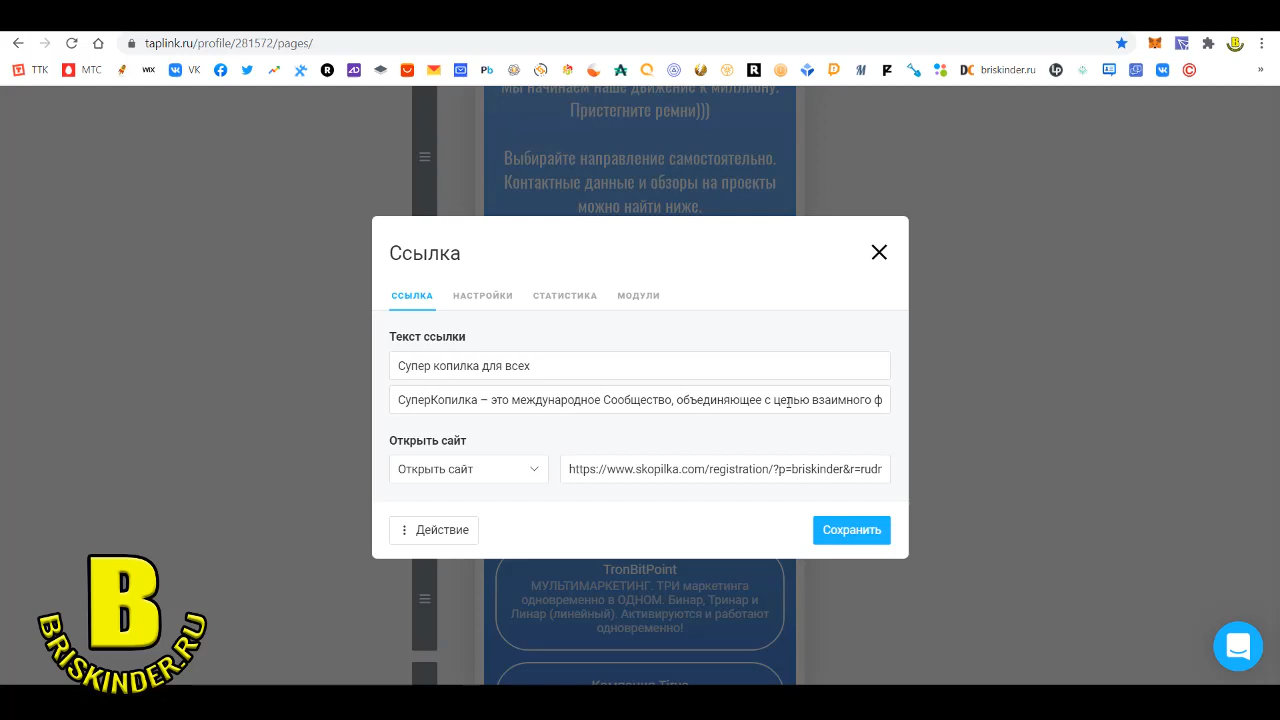 taplink.ru/profile/281572/pages/
ТТК
МТС
WIX
VK
Pb
briskinder.ru
Lp
»
Мы начинаем наше движение к миллиону.
Пристегните ремни)))
Выбирайте направление самостоятельно.
Контактные данные и обзоры на проекты
можно найти ниже.
Ссылка
ССЫЛКА
НАСТРОЙКИ
СТАТИСТИКА
МОДУЛИ
Текст ссылки
Супер копилка для всех
СуперКопилка – это международное Сообщество, объединяющее с целью взаимного ф
Открыть сайт
Открыть сайт
https://www.skopilka.com/registration/?p=briskinder&r=rudr
Действие
Сохранить
TronBitPoint
МУЛЬТИМАРКЕТИНГ. ТРИ маркетинга
одновременно в ОДНОМ. Бинар, Тринар и
Линар (линейный). Активируются и работают
одновременно!
B
BRISKINDER.RU